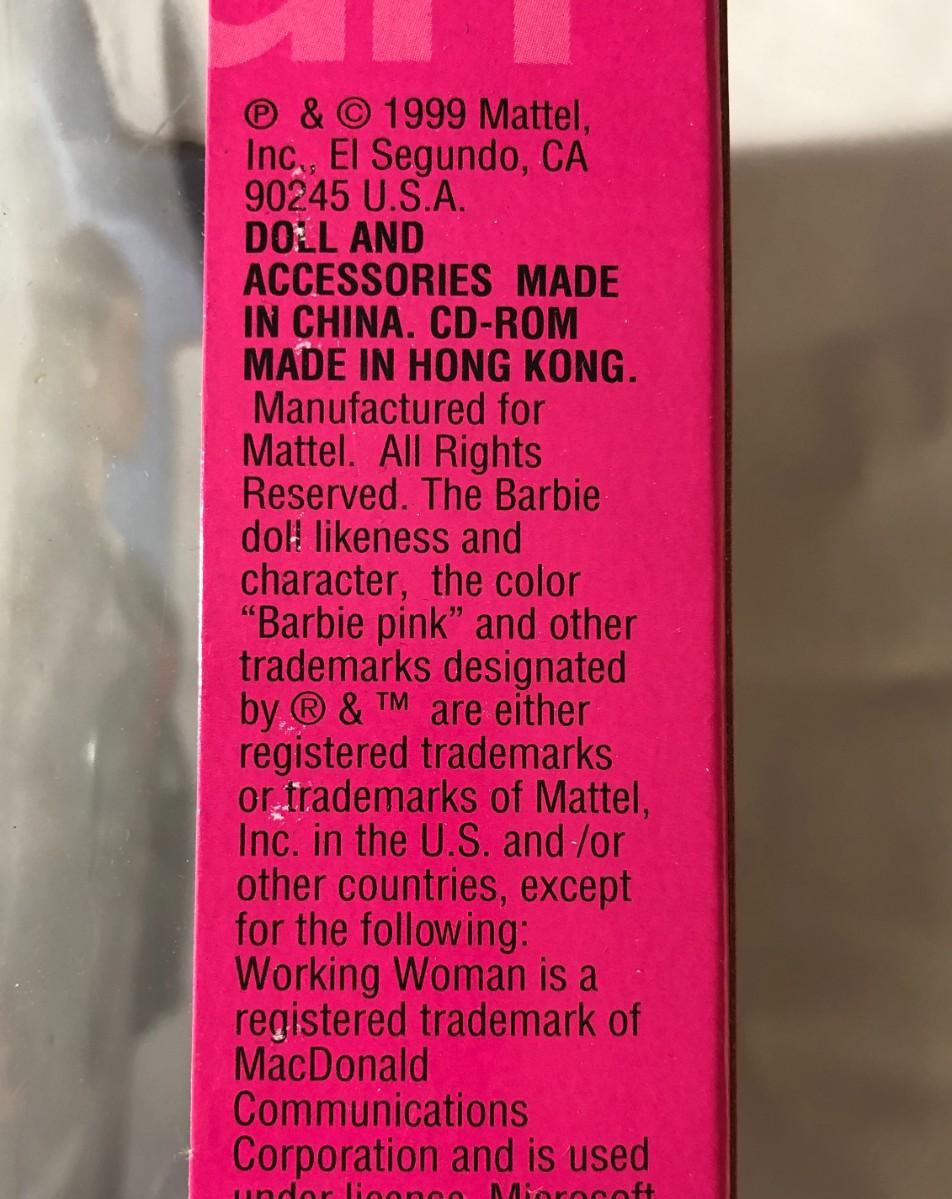 ℗ & © 1999 Mattel,
Inc., El Segundo, CA
90245 U.S.A.
DOLL AND
ACCESSORIES MADE
IN CHINA. CD-ROM
MADE IN HONG KONG.
Manufactured for
Mattel. All Rights
Reserved. The Barbie
doll likeness and
character, the color
“Barbie pink” and other
trademarks designated
by ® & ™ are either
registered trademarks
or trademarks of Mattel,
Inc. in the U.S. and /or
other countries, except
for the following:
Working Woman is a
registered trademark of
MacDonald
Communications
Corporation and is used
under license. Microsoft